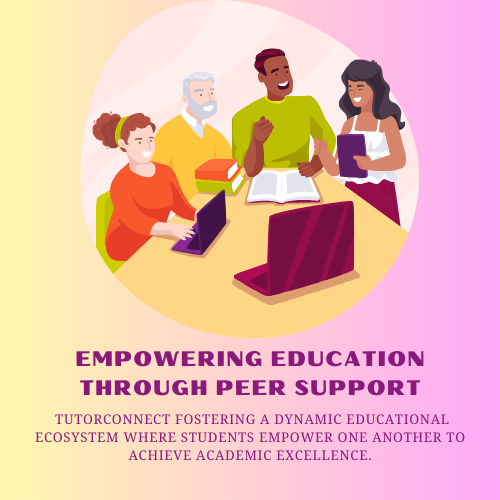 EMPOWERING EDUCATION
THROUGH PEER SUPPORT
TUTORCONNECT FOSTERING A DYNAMIC EDUCATIONAL
ECOSYSTEM WHERE STUDENTS EMPOWER ONE ANOTHER TO
ACHIEVE ACADEMIC EXCELLENCE.